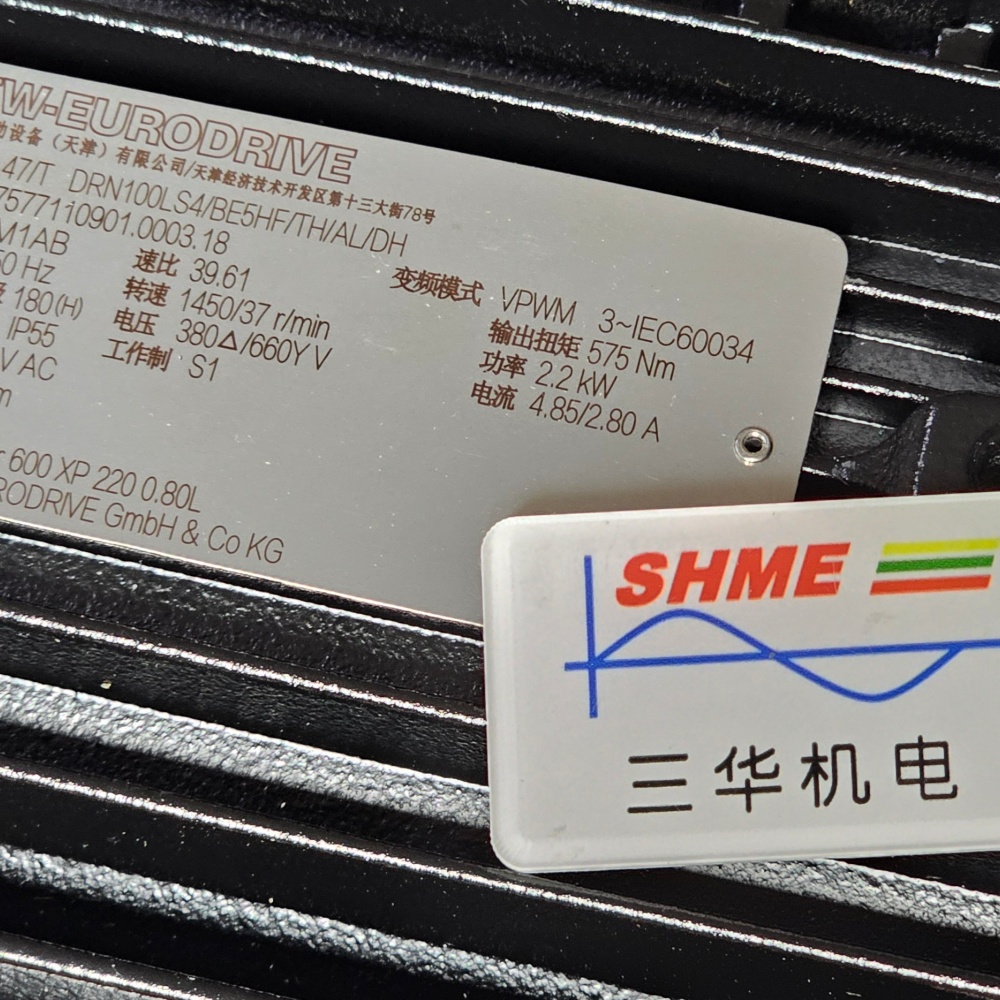 EW-EURODRIVE
动设备（天津）有限公司/天津经济技术开发区第十三大街78号
47/T DRN100LS4/BE5HF/TH/AL/DH
7577110901.0003.18
M1AB
50 Hz 速比 39.61 变频模式 VPWM 3~IEC60034
180(H) 转速 1450/37 r/min 输出扭矩 575 Nm
IP55 电压 380△/660Y V 功率 2.2 kW
V AC 工作制 S1 电流 4.85/2.80 A
m
600 XP 220 0.80L
RODRIVE GmbH & Co KG
SHME
三华机电